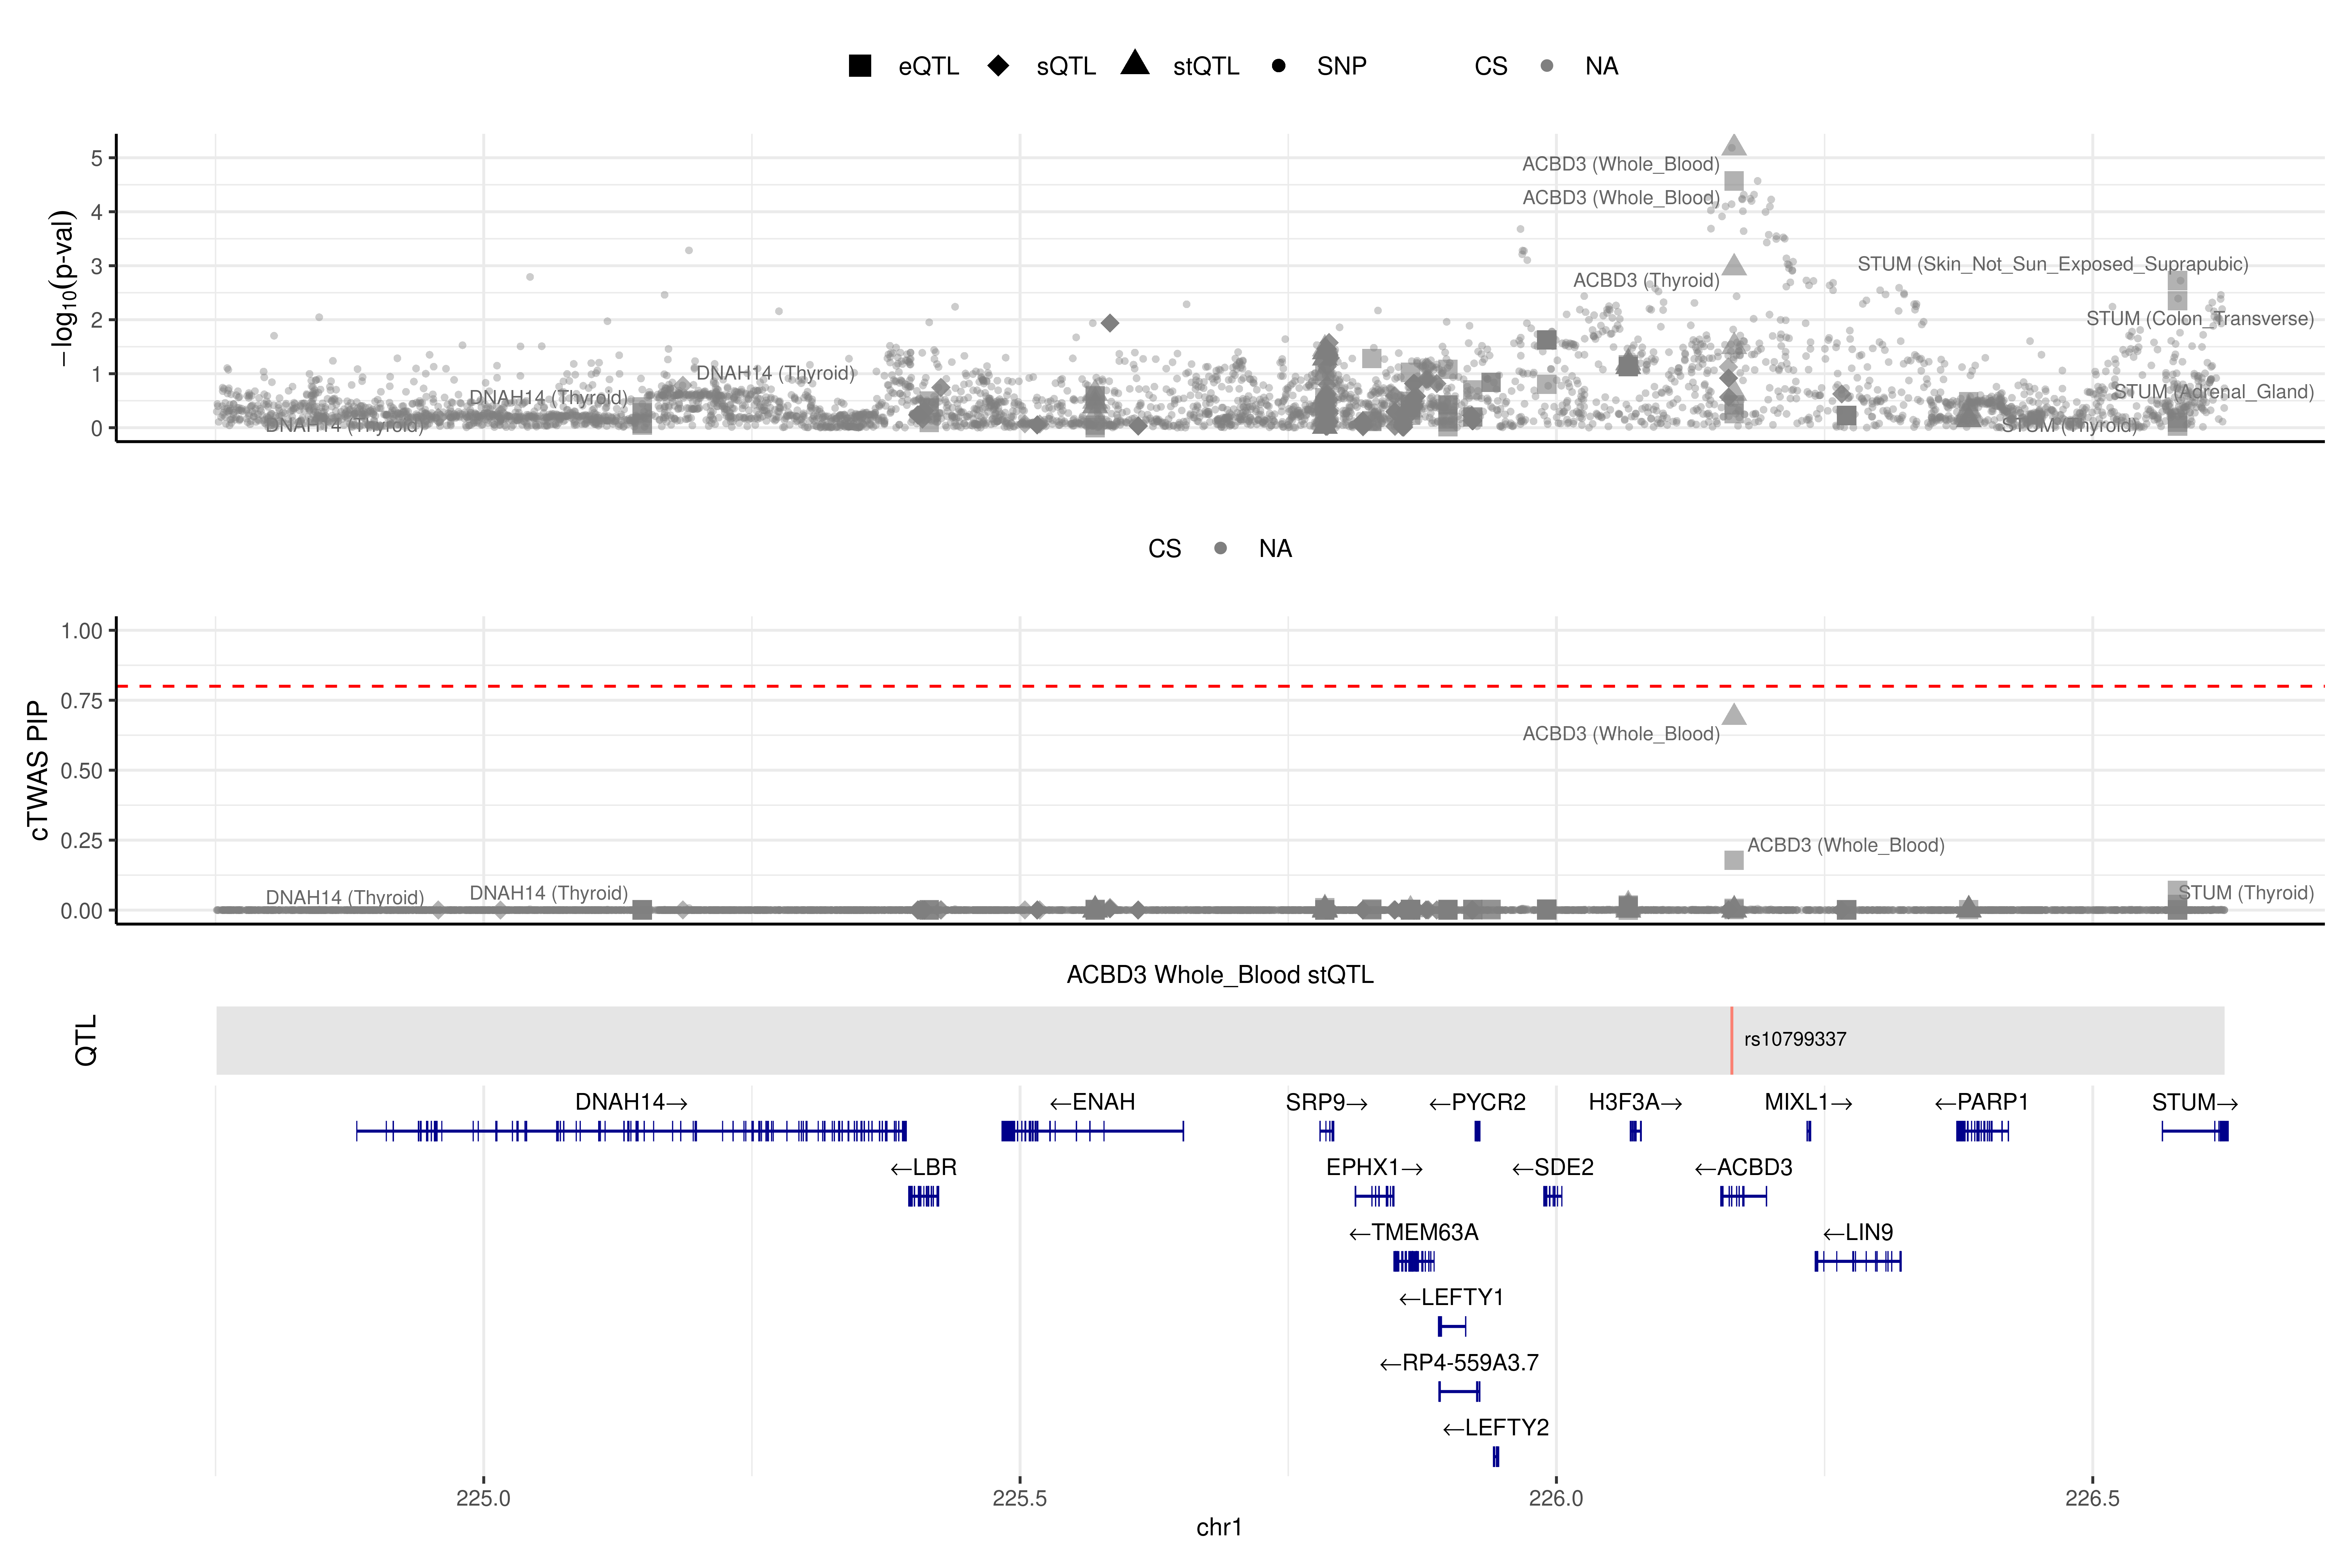 eQTL sQTL stQTL SNP CS NA
−log10(p-val)
5
4
3
2
1
0
ACBD3 (Whole_Blood)
ACBD3 (Whole_Blood)
ACBD3 (Thyroid)
STUM (Skin_Not_Sun_Exposed_Suprapubic)
STUM (Colon_Transverse)
DNAH14 (Thyroid)
DNAH14 (Thyroid)
STUM (Adrenal_Gland)
DNAH14 (Thyroid)
STUM (Thyroid)
CS NA
cTWAS PIP
1.00
0.75
0.50
0.25
0.00
ACBD3 (Whole_Blood)
ACBD3 (Whole_Blood)
DNAH14 (Thyroid)
DNAH14 (Thyroid)
STUM (Thyroid)
ACBD3 Whole_Blood stQTL
QTL
rs10799337
DNAH14→ ←ENAH SRP9→ ←PYCR2 H3F3A→ MIXL1→ ←PARP1 STUM→
←LBR EPHX1→ ←SDE2 ←ACBD3
←TMEM63A ←LIN9
←LEFTY1
←RP4-559A3.7
←LEFTY2
225.0 225.5 226.0 226.5
chr1